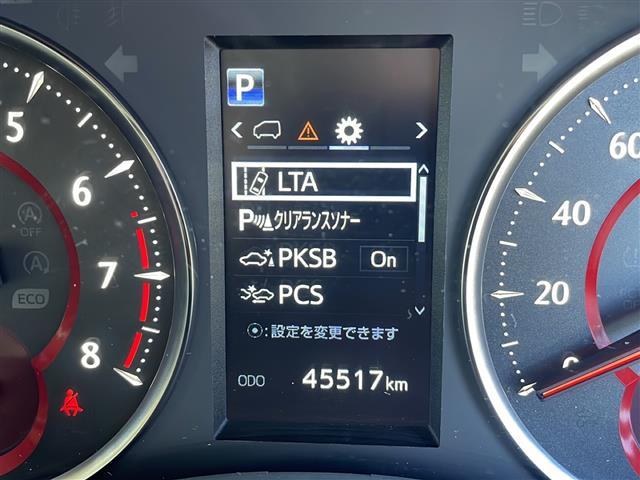 P
LTA
P クリアランスソナー
PKSB On
PCS
:設定を変更できます
ODO 45517km
5
6
7
8
OFF
A
ECO
60
40
20
0